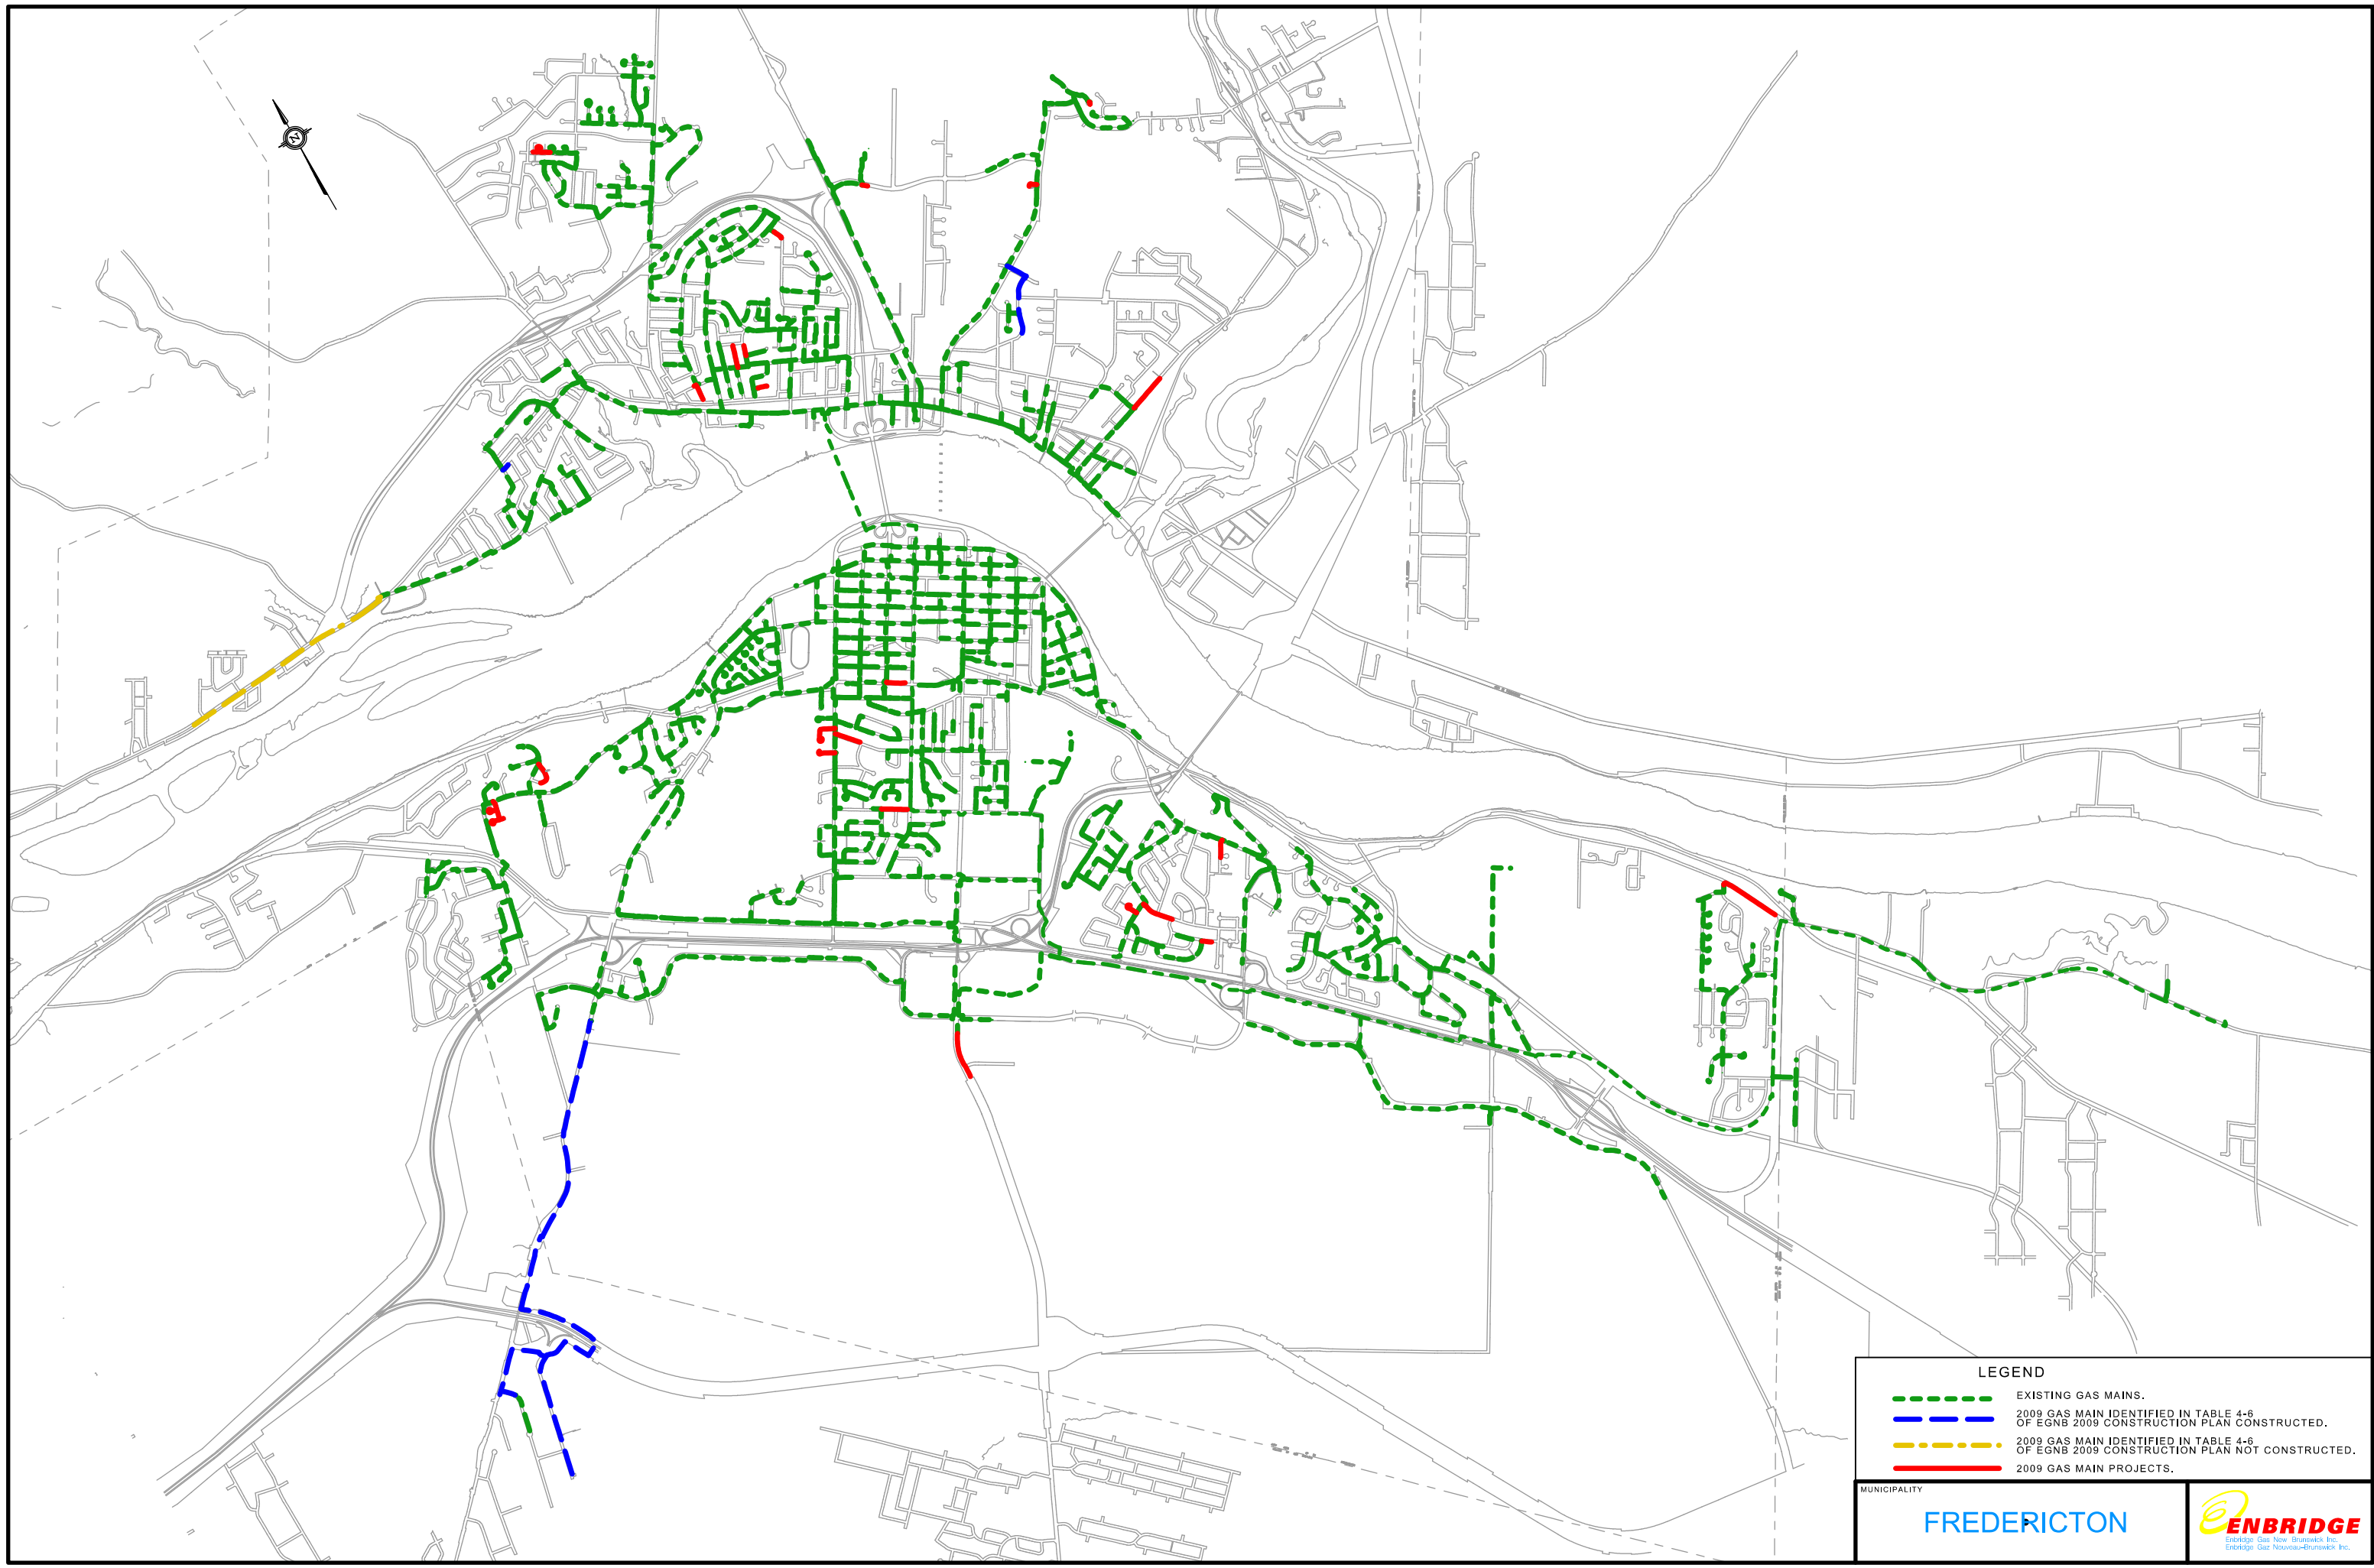 N
LEGEND
EXISTING GAS MAINS.
2009 GAS MAIN IDENTIFIED IN TABLE 4-6
OF EGNB 2009 CONSTRUCTION PLAN CONSTRUCTED.
2009 GAS MAIN IDENTIFIED IN TABLE 4-6
OF EGNB 2009 CONSTRUCTION PLAN NOT CONSTRUCTED.
2009 GAS MAIN PROJECTS.
MUNICIPALITY
FREDERICTON
ENBRIDGE
Enbridge Gas New Brunswick Inc.
Enbridge Gaz Nouveau-Brunswick Inc.